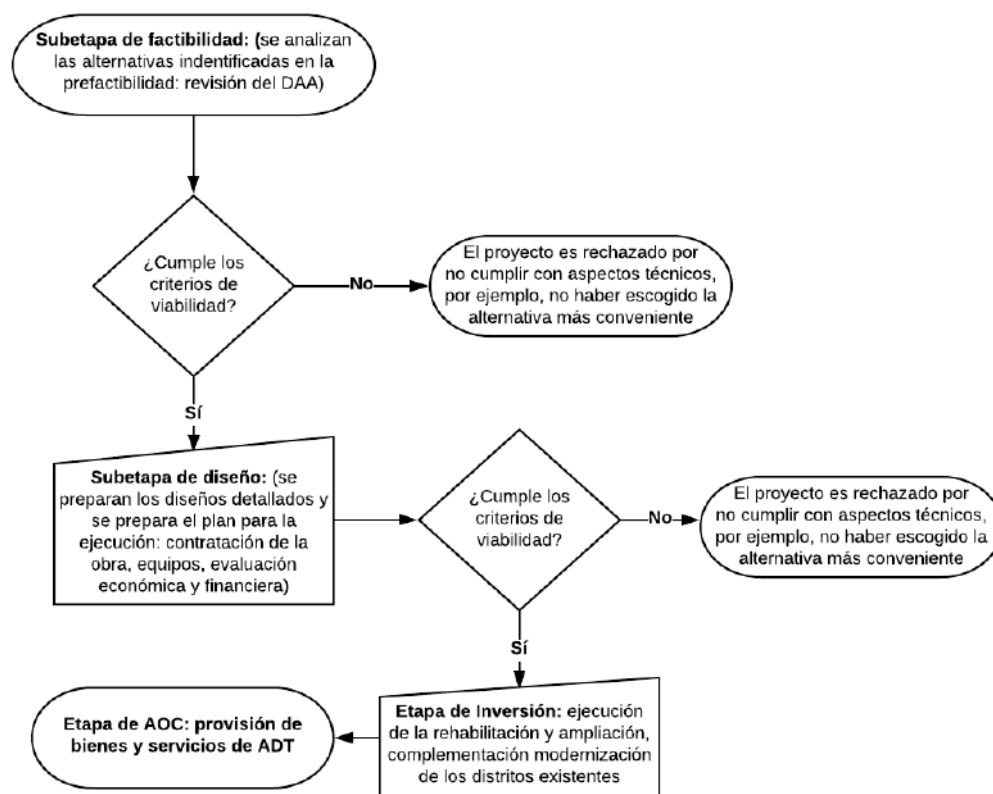 Subetapa de factibilidad: (se analizan
las alternativas indentificadas en la
prefactibilidad: revisión del DAA)
¿Cumple los
criterios de
viabilidad?
No
El proyecto es rechazado por
no cumplir con aspectos técnicos,
por ejemplo, no haber escogido la
alternativa más conveniente
Sí
Subetapa de diseño: (se
preparan los diseños detallados y
se prepara el plan para la
ejecución: contratación de la
obra, equipos, evaluación
económica y financiera)
¿Cumple los
criterios de
viabilidad?
No
El proyecto es rechazado por
no cumplir con aspectos técnicos,
por ejemplo, no haber escogido la
alternativa más conveniente
Sí
Etapa de Inversión: ejecución
de la rehabilitación y ampliación,
complementación modernización
de los distritos existentes
Etapa de AOC: provisión de
bienes y servicios de ADT